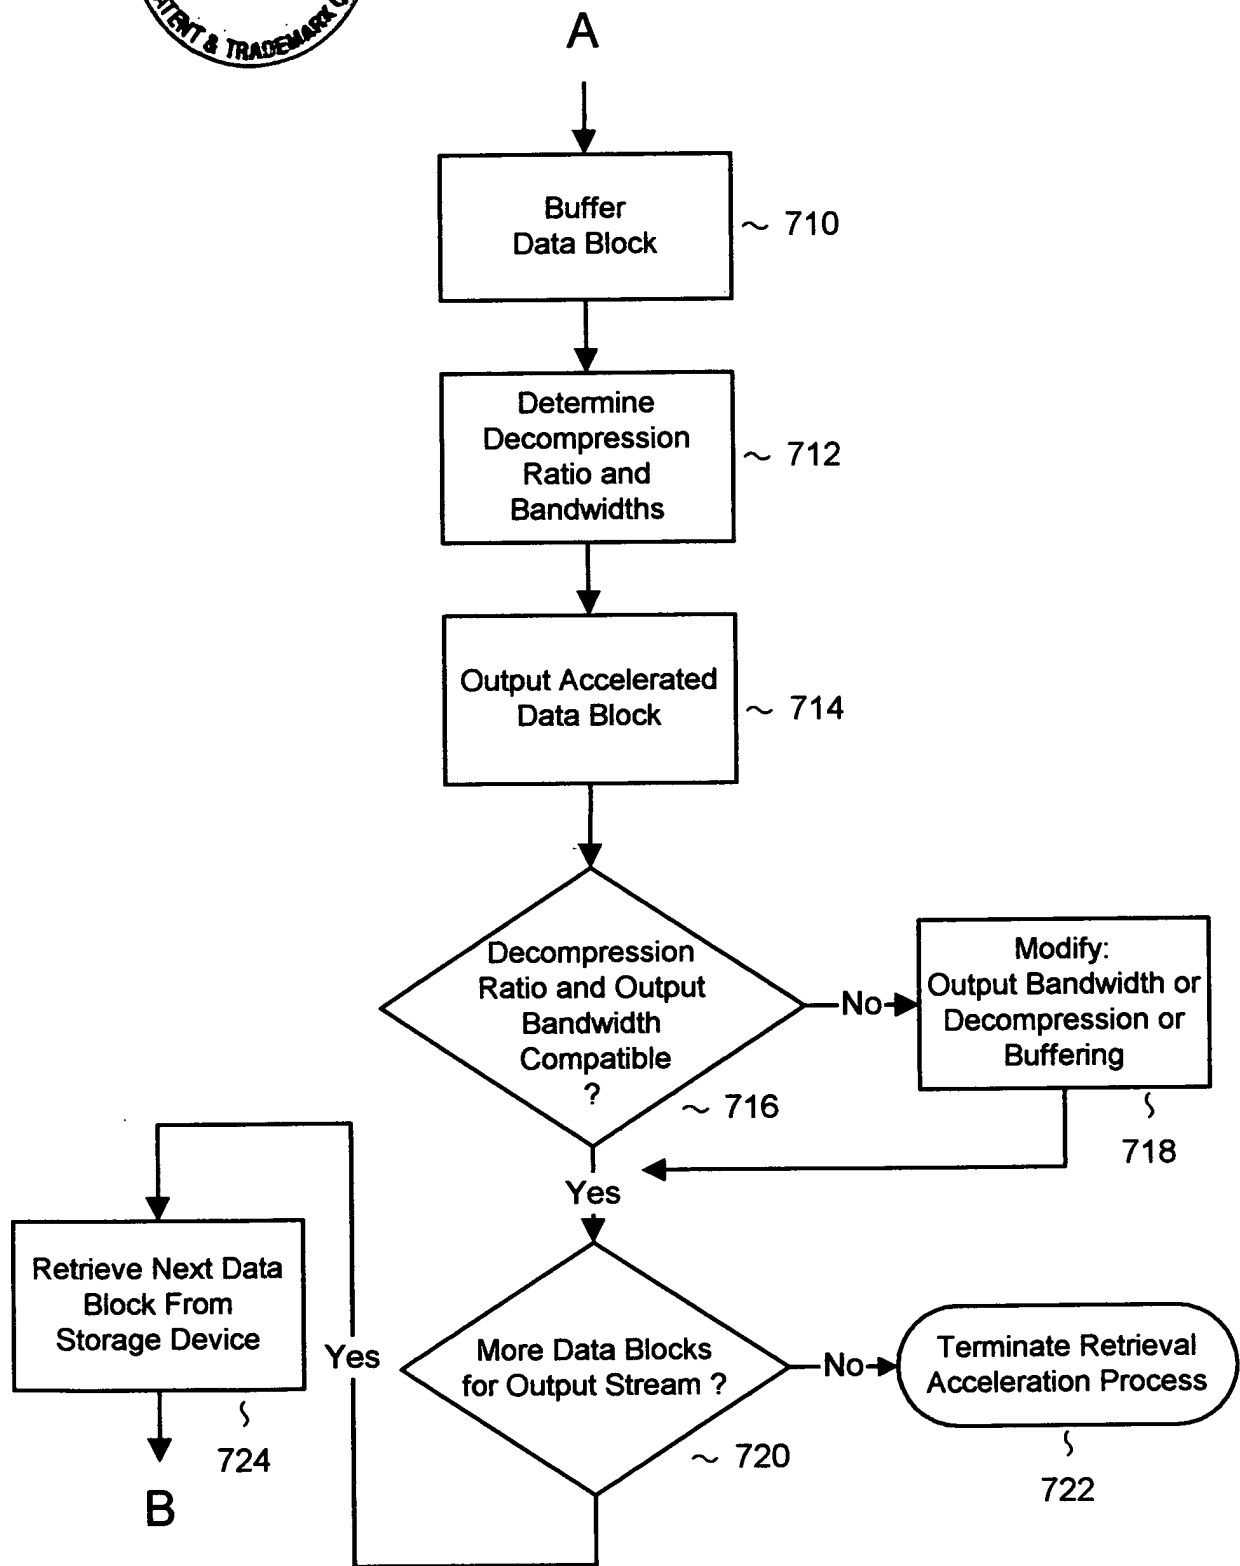 PATENT & TRADEMARK
A
Buffer
Data Block
~ 710
Determine
Decompression
Ratio and
Bandwidths
~ 712
Output Accelerated
Data Block
~ 714
Decompression
Ratio and Output
Bandwidth
Compatible
?
~ 716
No
Modify:
Output Bandwidth or
Decompression or
Buffering
718
Yes
More Data Blocks
for Output Stream ?
~ 720
No
Terminate Retrieval
Acceleration Process
722
Yes
Retrieve Next Data
Block From
Storage Device
724
B